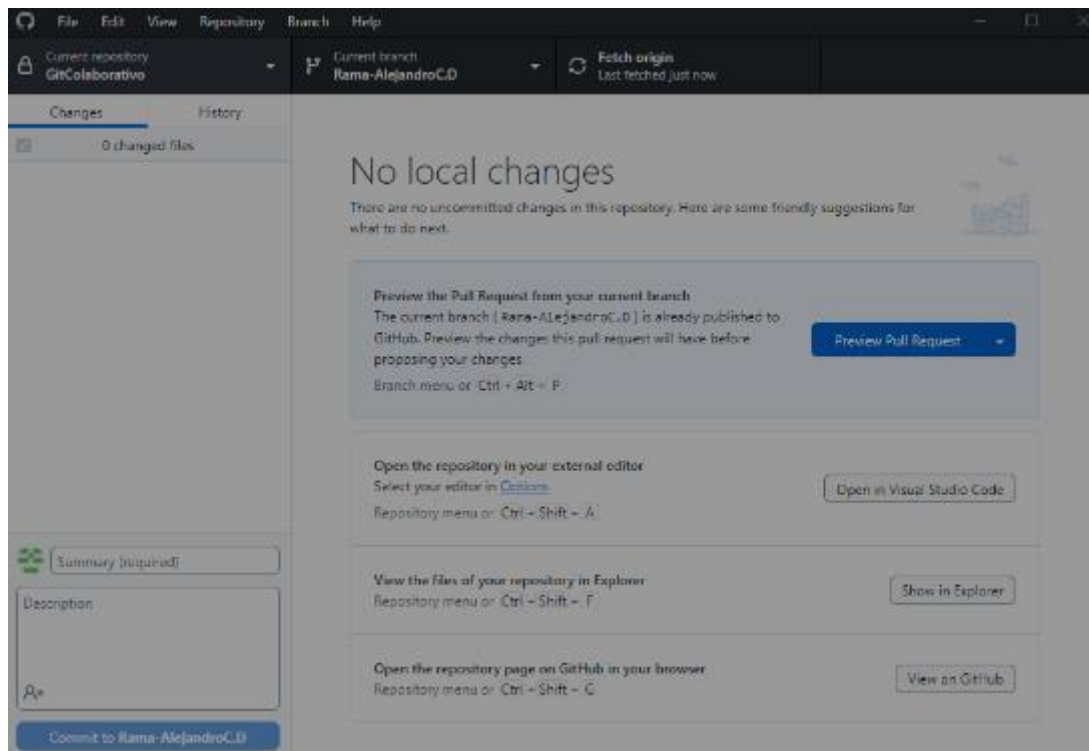 File Edit View Repository Branch Help
Current repository
GitColaborativo
Current branch
Rama-AlejandroC.D
Fetch origin
Last fetched just now
Changes History
0 changed files
No local changes
There are no uncommitted changes in this repository. Here are some friendly suggestions for
what to do next.
Preview the Pull Request from your current branch
The current branch (Rama-AlejandroC.D) is already published to
GitHub. Preview the changes this pull request will have before
proposing your changes.
Branch menu or Ctrl + Alt + P
Preview Pull Request
Open the repository in your external editor
Select your editor in Options
Repository menu or Ctrl + Shift + A
Open in Visual Studio Code
View the files of your repository in Explorer
Repository menu or Ctrl + Shift + F
Show in Explorer
Open the repository page on GitHub in your browser
Repository menu or Ctrl + Shift + G
View on GitHub
Summary (required)
Description
Commit to Rama-AlejandroC.D